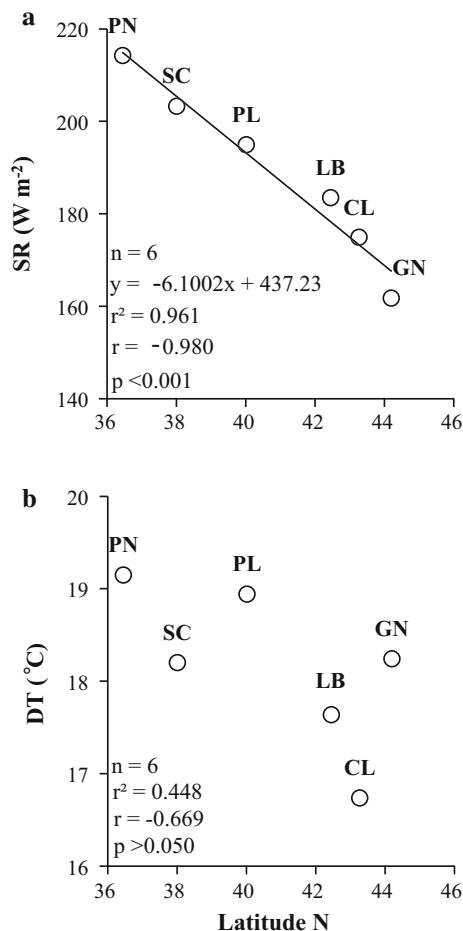 a
PN
SC
PL
LB
CL
GN
220
200
180
160
140
SR (W m⁻²)
n = 6
y = -6.1002x + 437.23
r² = 0.961
r = -0.980
p <0.001
36 38 40 42 44 46
b
PN
PL
SC
GN
LB
CL
20
19
18
17
16
DT (°C)
n = 6
r² = 0.448
r = -0.669
p >0.050
36 38 40 42 44 46
Latitude N